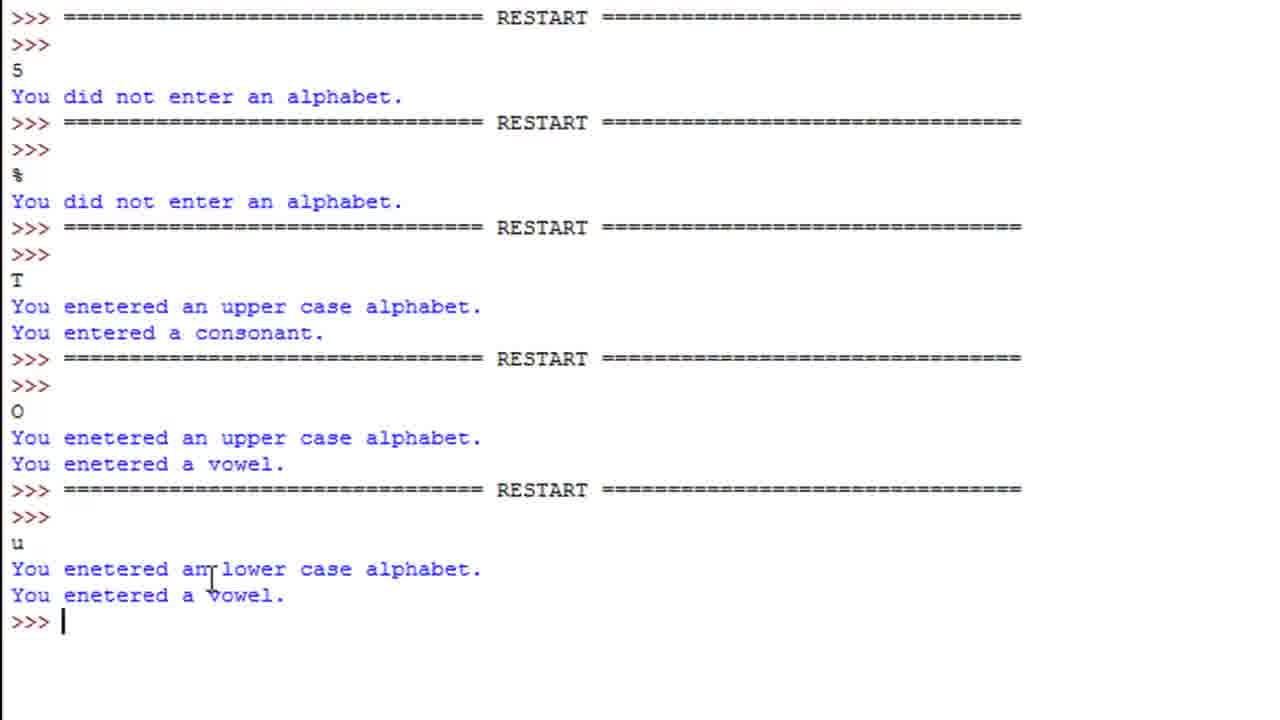 >>> ================================ RESTART ================================
>>>
5
You did not enter an alphabet.
>>> ================================ RESTART ================================
>>>
%
You did not enter an alphabet.
>>> ================================ RESTART ================================
>>>
T
You enetered an upper case alphabet.
You entered a consonant.
>>> ================================ RESTART ================================
>>>
O
You enetered an upper case alphabet.
You enetered a vowel.
>>> ================================ RESTART ================================
>>>
u
You enetered an lower case alphabet.
You enetered a vowel.
>>>